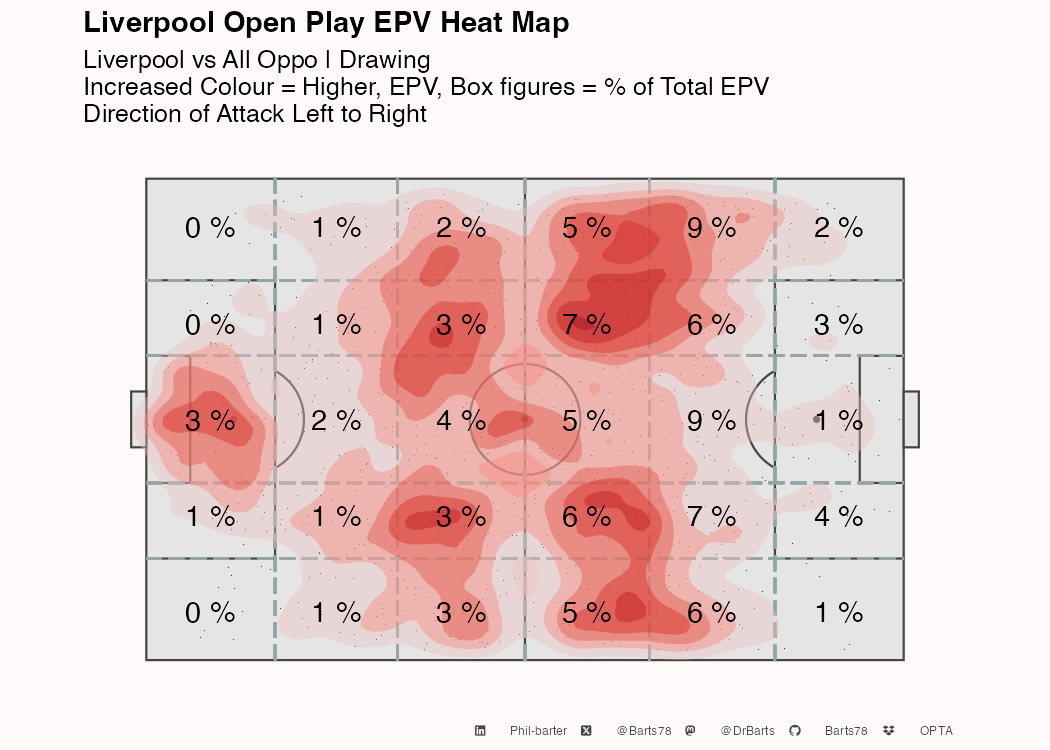 Liverpool Open Play EPV Heat Map
Liverpool vs All Oppo | Drawing
Increased Colour = Higher, EPV, Box figures = % of Total EPV
Direction of Attack Left to Right
0 % 1 % 2 % 5 % 9 % 2 %
0 % 1 % 3 % 7 % 6 % 3 %
3 % 2 % 4 % 5 % 9 % 1 %
1 % 1 % 3 % 6 % 7 % 4 %
0 % 1 % 3 % 5 % 6 % 1 %
Phil-barter @Barts78 @DrBarts Barts78 OPTA